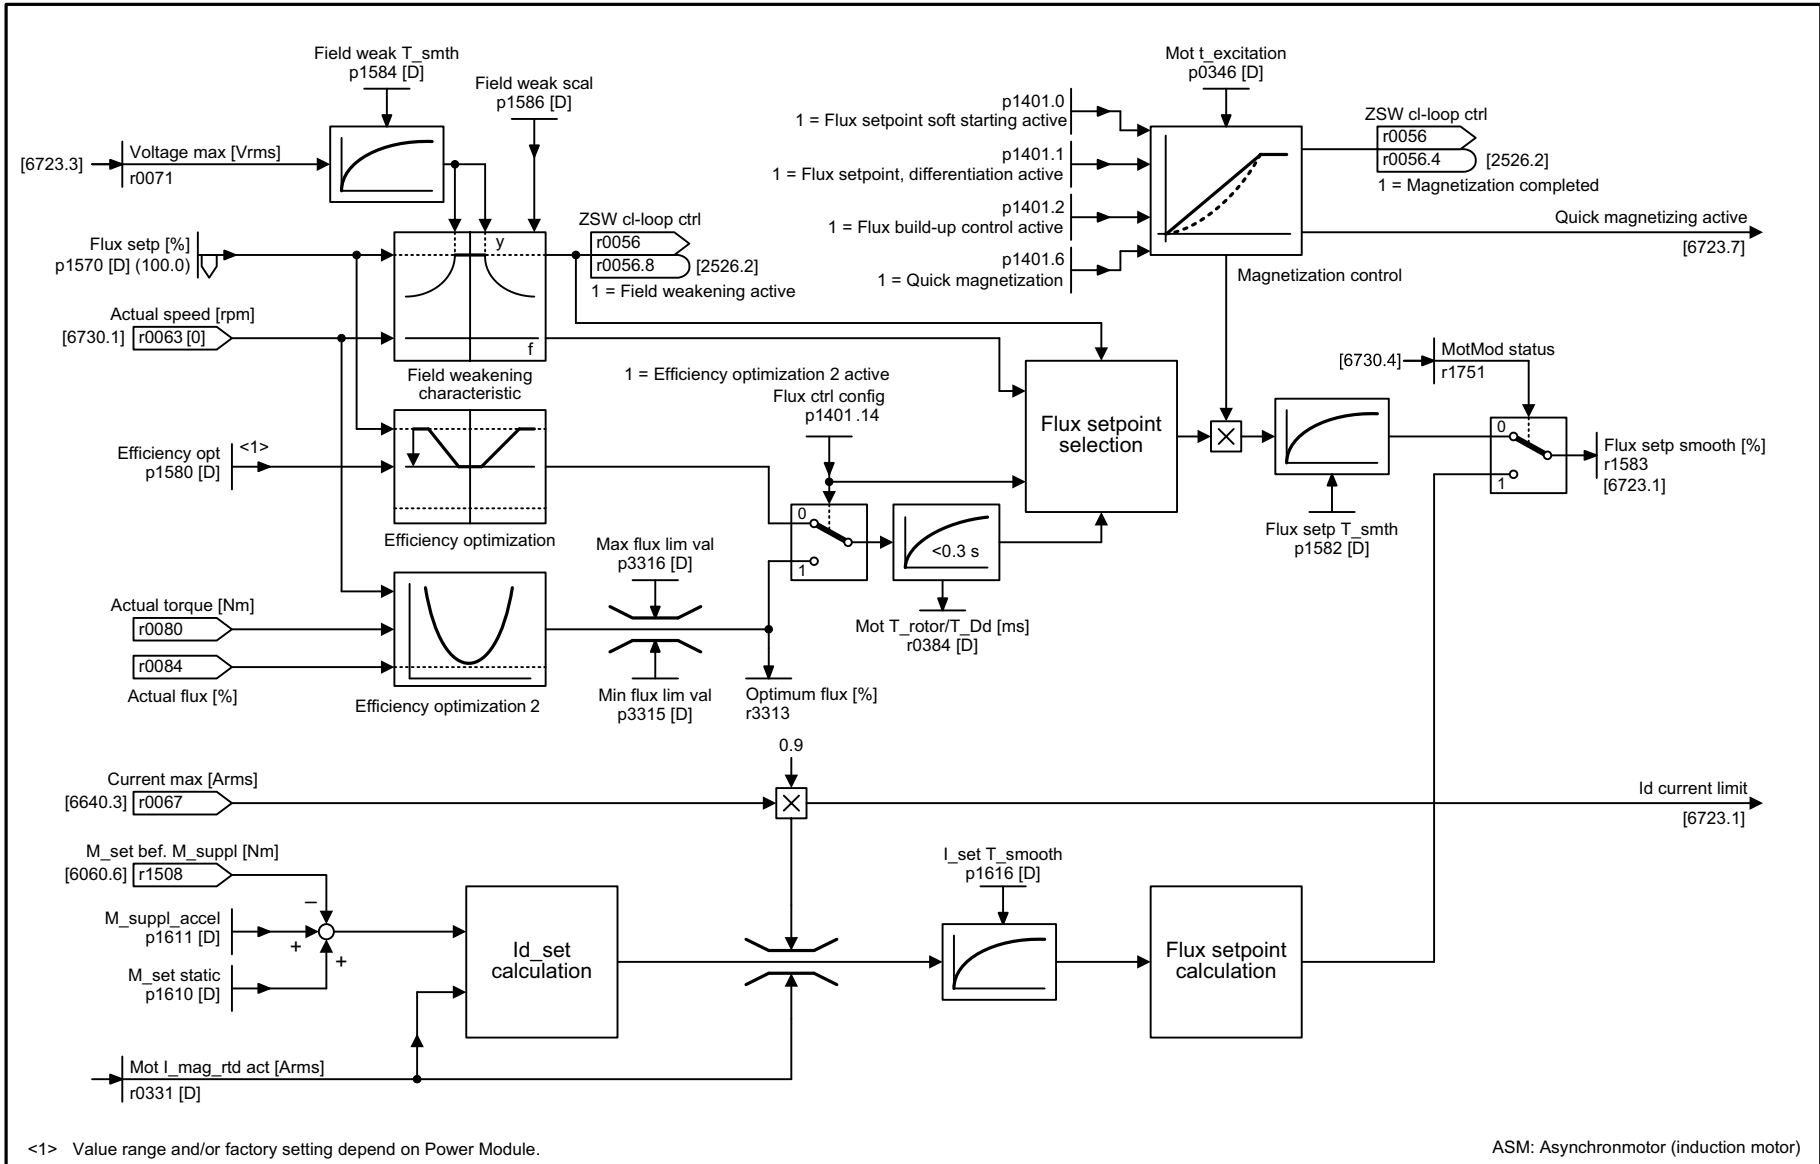 Field weak T_smth
p1584 [D]
Field weak scal
p1586 [D]
[6723.3]
Voltage max [Vrms]
r0071
Flux setp [%]
p1570 [D] (100.0)
Actual speed [rpm]
[6730.1]
r0063 [0]
y
f
Field weakening
characteristic
ZSW cl-loop ctrl
r0056
r0056.8
[2526.2]
1 = Field weakening active
p1401.0
1 = Flux setpoint soft starting active
p1401.1
1 = Flux setpoint, differentiation active
p1401.2
1 = Flux build-up control active
p1401.6
1 = Quick magnetization
Mot t_excitation
p0346 [D]
ZSW cl-loop ctrl
r0056
r0056.4
[2526.2]
1 = Magnetization completed
Quick magnetizing active
[6723.7]
Magnetization control
Efficiency opt
p1580 [D]
<1>
Efficiency optimization
1 = Efficiency optimization 2 active
Flux ctrl config
p1401.14
0
1
<0.3 s
Mot T_rotor/T_Dd [ms]
r0384 [D]
Flux setpoint
selection
Flux setp T_smth
p1582 [D]
[6730.4]
MotMod status
r1751
0
1
Flux setp smooth [%]
r1583
[6723.1]
Actual torque [Nm]
r0080
r0084
Actual flux [%]
Efficiency optimization 2
Max flux lim val
p3316 [D]
Min flux lim val
p3315 [D]
Optimum flux [%]
r3313
0.9
Current max [Arms]
[6640.3]
r0067
Id current limit
[6723.1]
M_set bef. M_suppl [Nm]
[6060.6]
r1508
–
M_suppl_accel
p1611 [D]
+
+
M_set static
p1610 [D]
Id_set
calculation
I_set T_smooth
p1616 [D]
Flux setpoint
calculation
Mot I_mag_rtd act [Arms]
r0331 [D]
<1> Value range and/or factory setting depend on Power Module.
ASM: Asynchronmotor (induction motor)